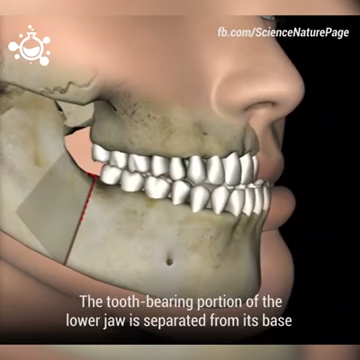 fb.com/ScienceNaturePage
The tooth-bearing portion of the
lower jaw is separated from its base